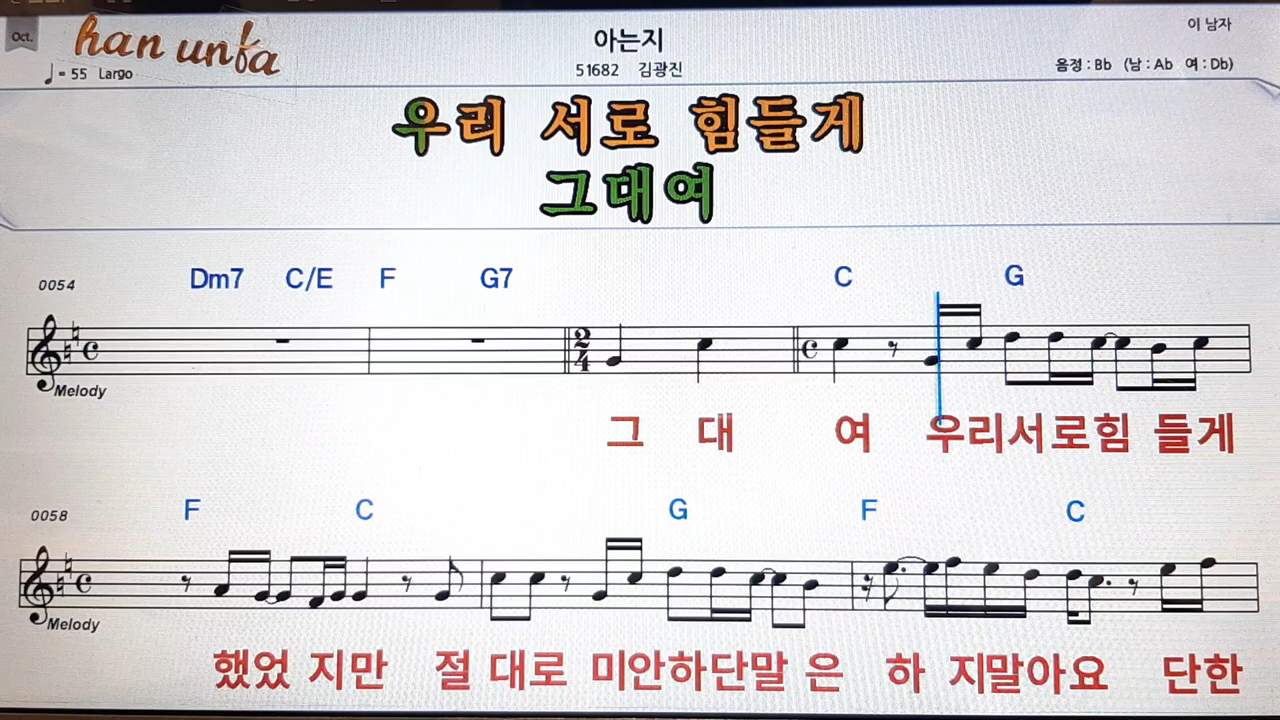 Oct.
han unfa
아는지
이 남자
♩= 55 Largo
51682 김광진
음정 : Bb (남 : Ab 여 : Db)
우리 서로 힘들게
그대여
0054 Dm7 C/E F G7 C G
2
4
Melody
그 대 여 우리서로힘 들게
0058 F C G F C
Melody
했었 지만 절 대로 미안하단말 은 하 지말아요 단한